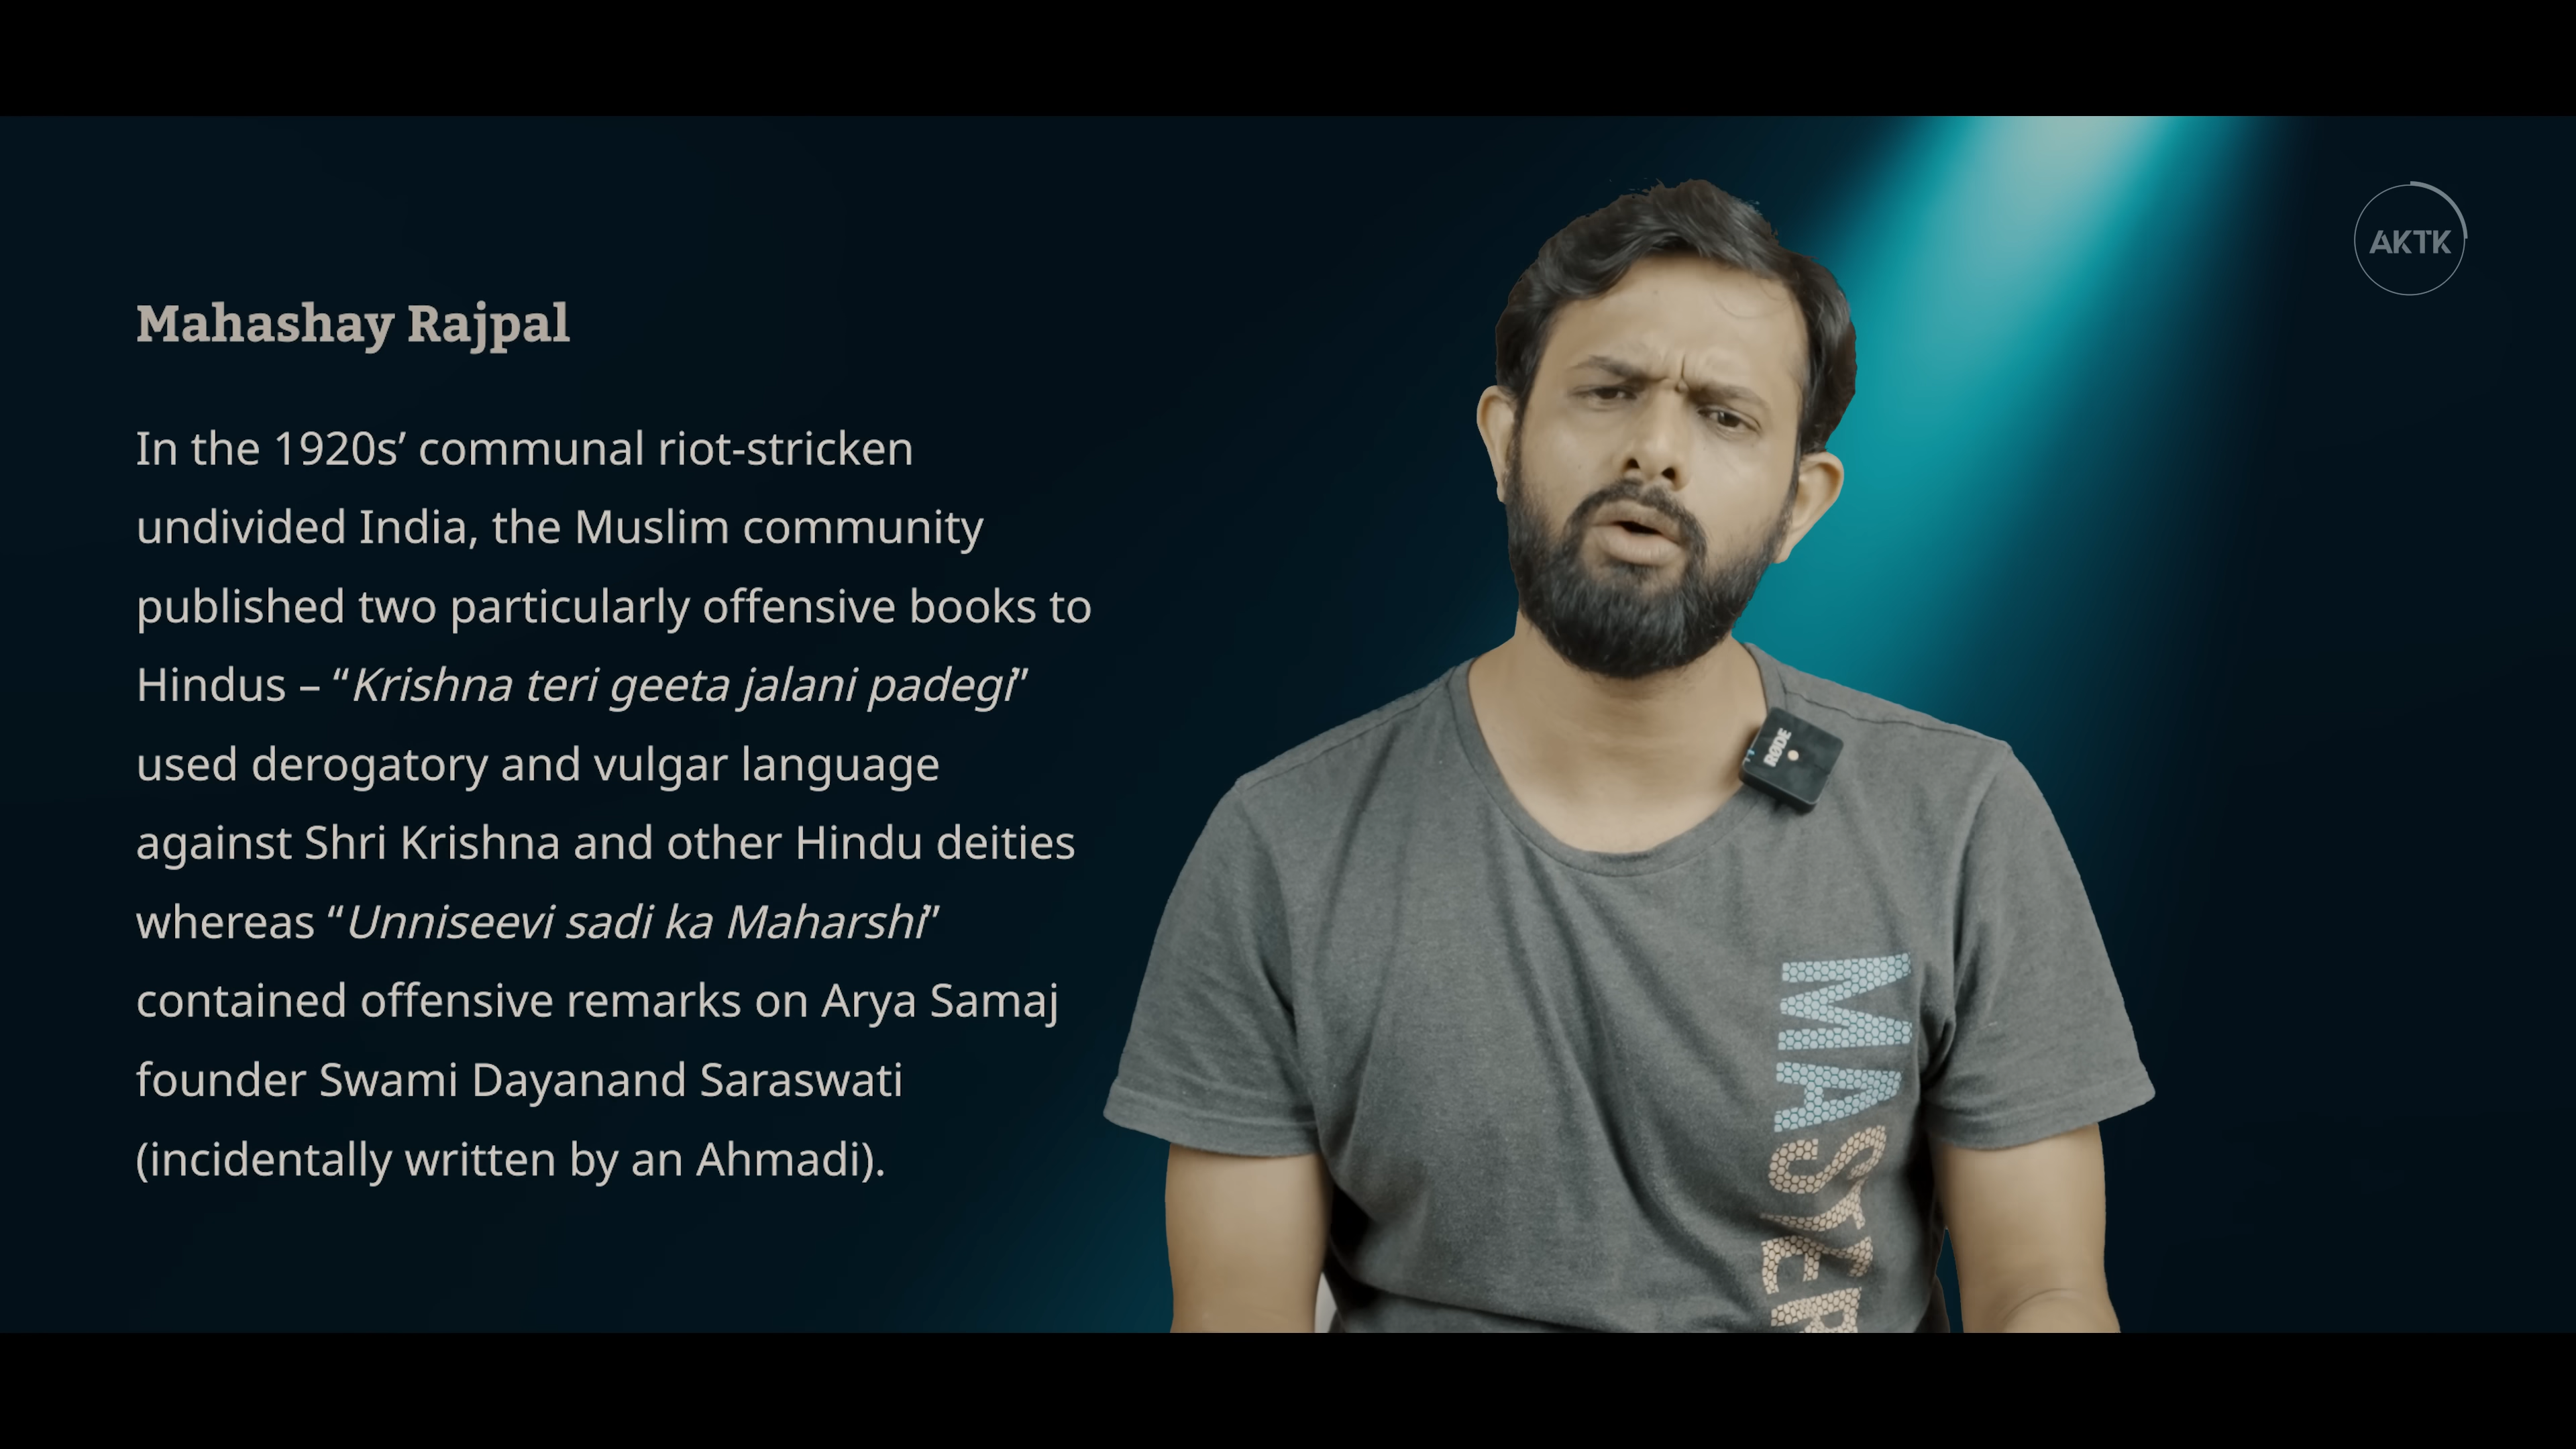 AKTK
Mahashay Rajpal
In the 1920s’ communal riot-stricken
undivided India, the Muslim community
published two particularly offensive books to
Hindus – “Krishna teri geeta jalani padegi”
used derogatory and vulgar language
against Shri Krishna and other Hindu deities
whereas “Unniseevi sadi ka Maharshi”
contained offensive remarks on Arya Samaj
founder Swami Dayanand Saraswati
(incidentally written by an Ahmadi).
RØDE
MASTER